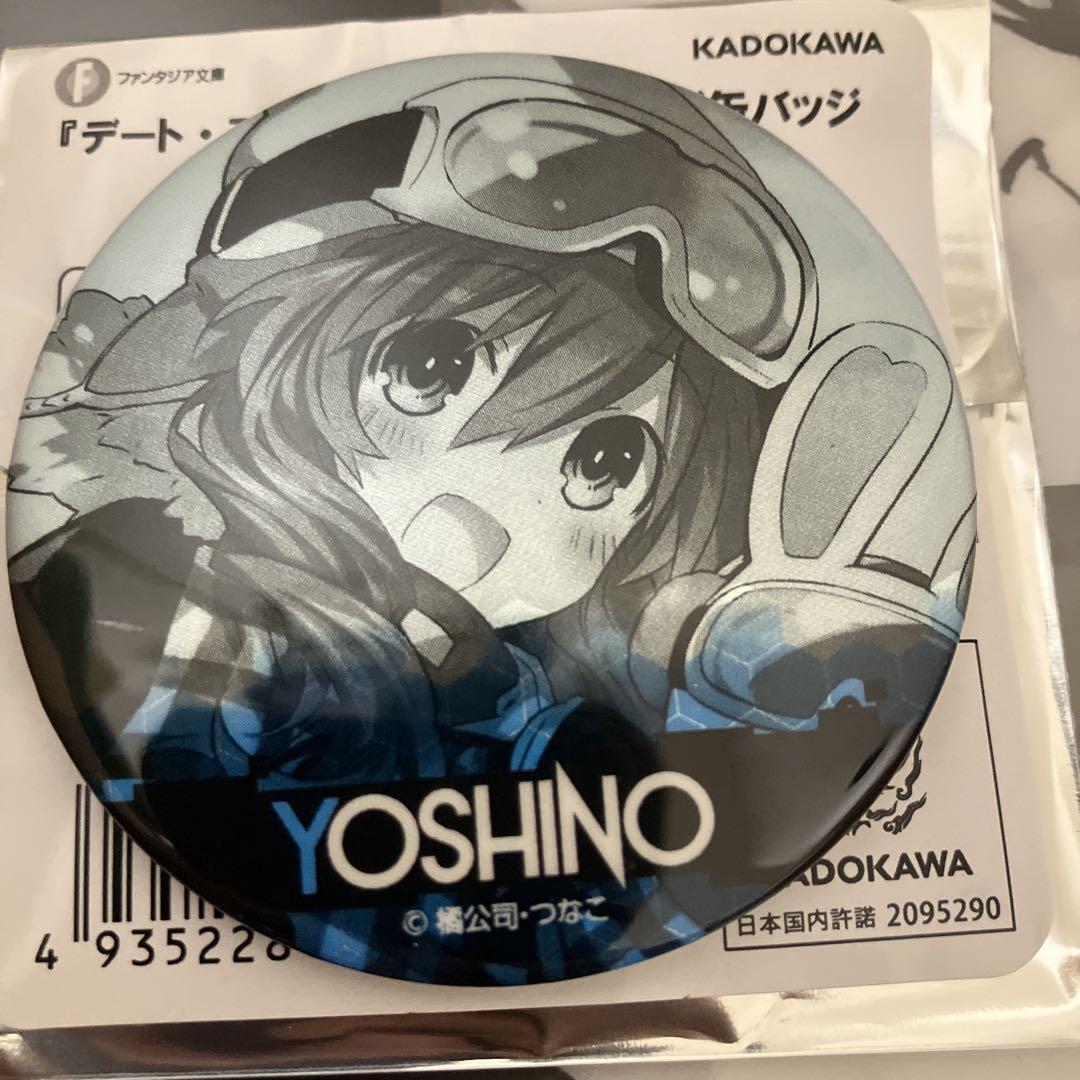 KADOKAWA
ファンタジア文庫
『デート・
缶バッジ
YOSHINO
© 橘公司・つなこ
KADOKAWA
日本国内許諾 2095290
4 935228